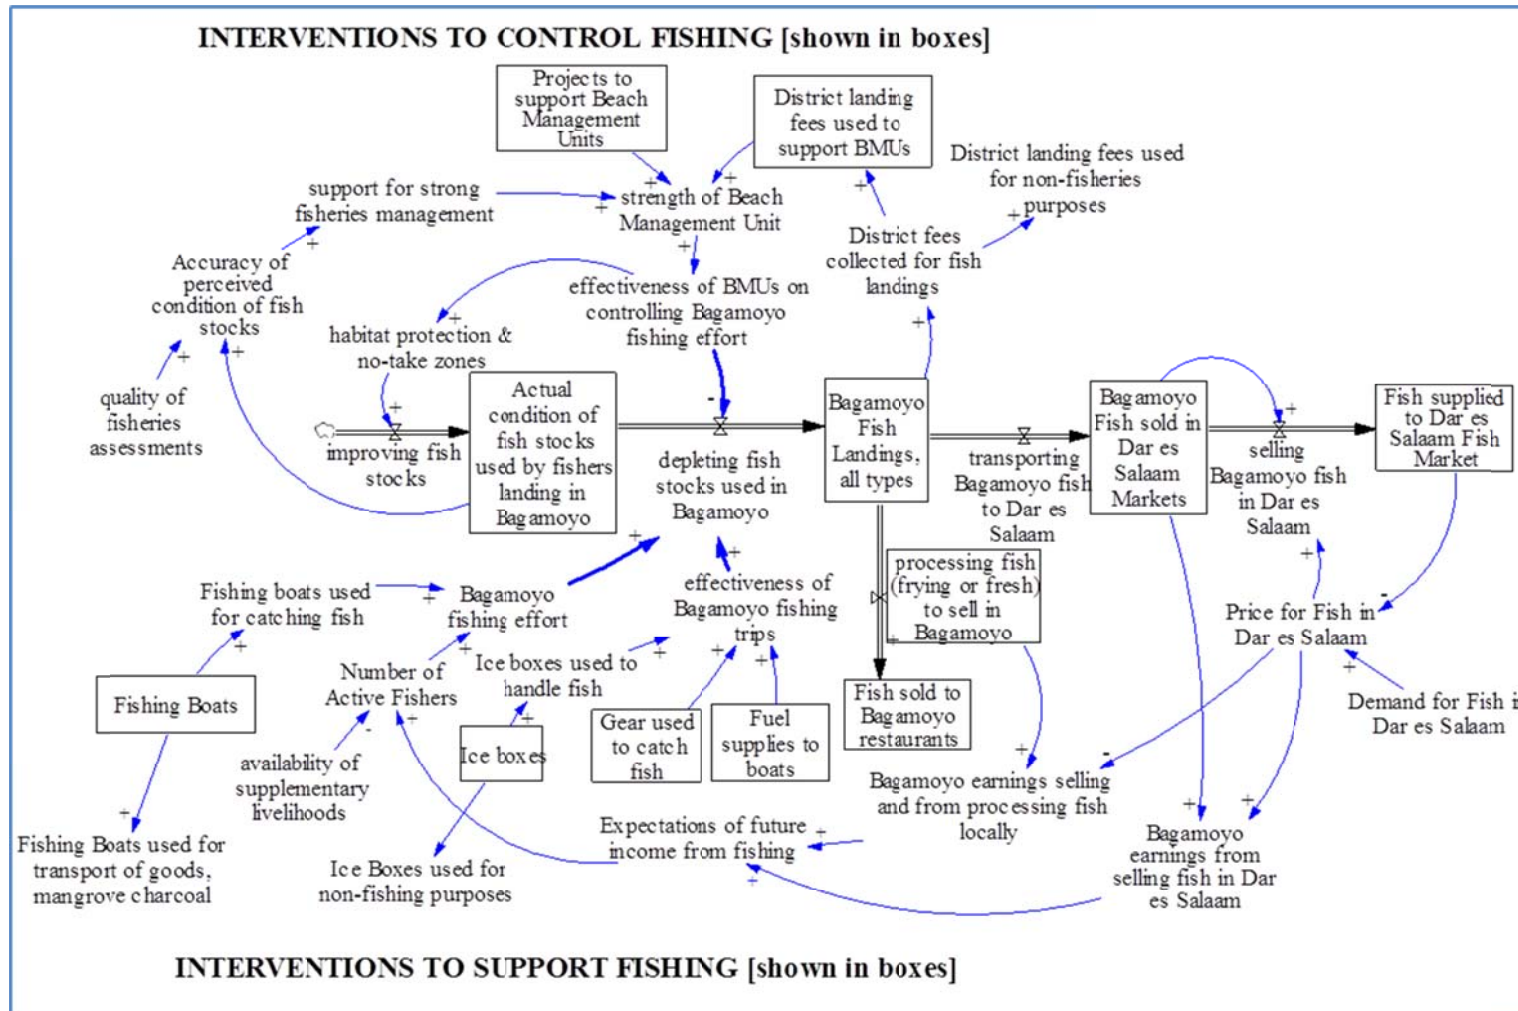 INTERVENTIONS TO CONTROL FISHING [shown in boxes]
Projects to
support Beach
Management
Units
District landing
fees used to
support BMUs
District landing fees used
for non-fisheries
purposes
support for strong
fisheries management
strength of Beach
Management Unit
District fees
collected for fish
landings
Accuracy of
perceived
condition of fish
stocks
effectiveness of BMUs on
controlling Bagamoyo
fishing effort
habitat protection &
no-take zones
quality of
fisheries
assessments
improving fish
stocks
Actual
condition of
fish stocks
used by fishers
landing in
Bagamoyo
depleting fish
stocks used in
Bagamoyo
Bagamoyo
Fish
Landings,
all types
transporting
Bagamoyo fish
to Dar es
Salaam
Bagamoyo
Fish sold in
Dar es
Salaam
Markets
selling
Bagamoyo fish
in Dar es
Salaam
Fish supplied
to Dar es
Salaam Fish
Market
Fishing boats used
for catching fish
Bagamoyo
fishing effort
effectiveness of
Bagamoyo fishing
trips
processing fish
(frying or fresh)
to sell in
Bagamoyo
Price for Fish in
Dar es Salaam
Number of
Active Fishers
Ice boxes used to
handle fish
Fishing Boats
Ice boxes
Gear used
to catch
fish
Fuel
supplies to
boats
Fish sold to
Bagamoyo
restaurants
Demand for Fish i
Dar es Salaam
availability of
supplementary
livelihoods
Bagamoyo earnings selling
and from processing fish
locally
Fishing Boats used for
transport of goods,
mangrove charcoal
Ice Boxes used for
non-fishing purposes
Expectations of future
income from fishing
Bagamoyo
earnings from
selling fish in Dar
es Salaam
INTERVENTIONS TO SUPPORT FISHING [shown in boxes]